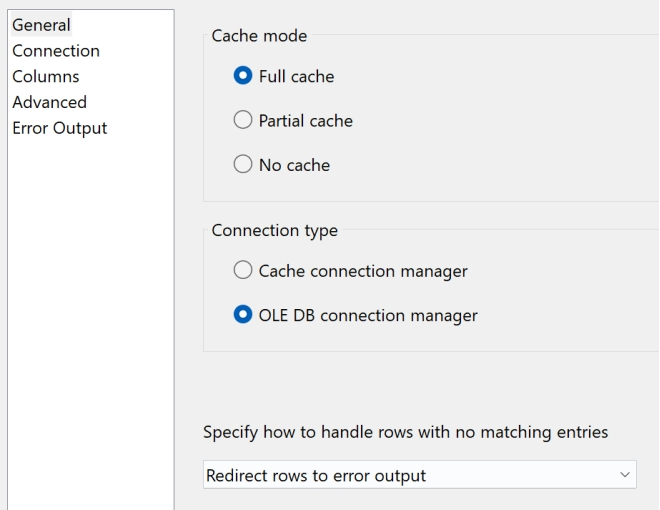 General
Connection
Columns
Advanced
Error Output
Cache mode
Full cache
Partial cache
No cache
Connection type
Cache connection manager
OLE DB connection manager
Specify how to handle rows with no matching entries
Redirect rows to error output